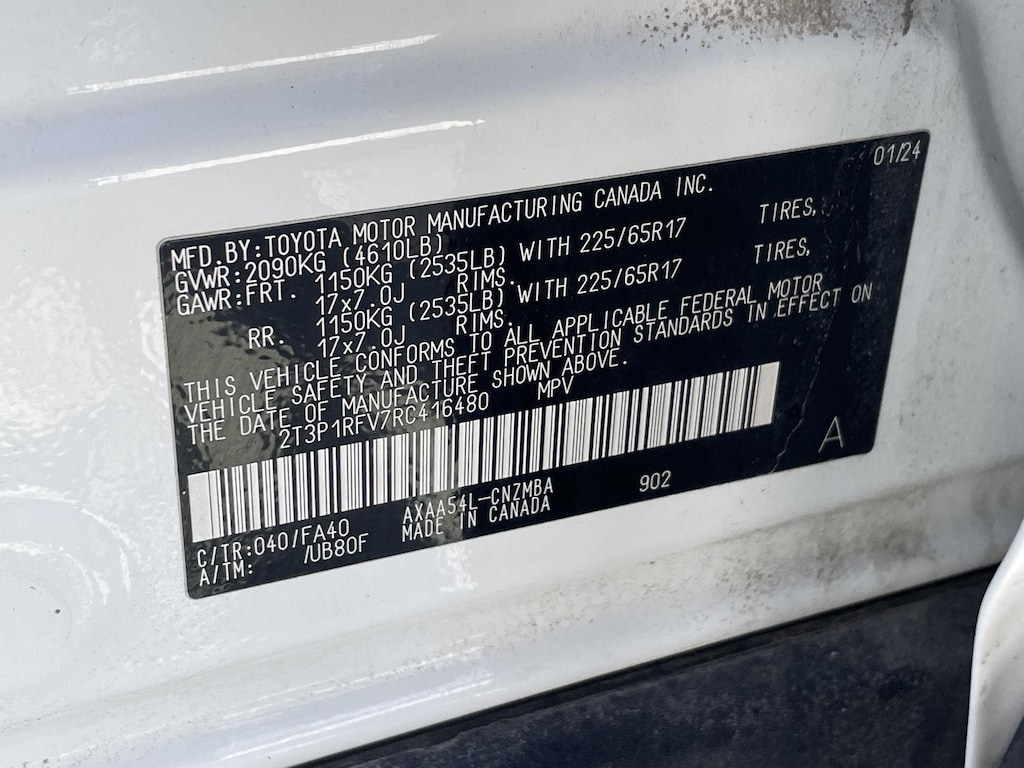 01/24
MFD.BY:TOYOTA MOTOR MANUFACTURING CANADA INC.
GVWR:2090KG (4610LB)
GAWR:FRT. 1150KG (2535LB) WITH 225/65R17 TIRES,
17x7.0J RIMS.
RR. 1150KG (2535LB) WITH 225/65R17 TIRES,
17x7.0J RIMS.
THIS VEHICLE CONFORMS TO ALL APPLICABLE FEDERAL MOTOR
VEHICLE SAFETY AND THEFT PREVENTION STANDARDS IN EFFECT ON
THE DATE OF MANUFACTURE SHOWN ABOVE.
2T3P1RFV7RC416480 MPV
A
C/TR:040/FA40 AXAA54L-CNZMBA 902
A/TM: /UB80F MADE IN CANADA